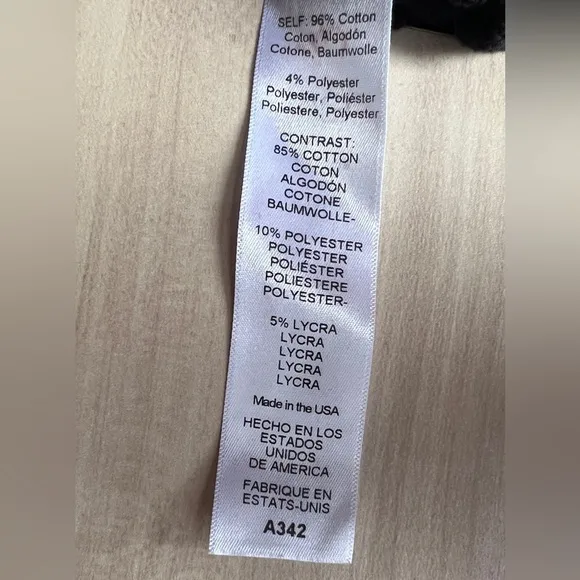 SELF: 96% Cotton
Coton, Algodón
Cotone, Baumwolle
4% Polyester
Polyester, Poliéster
Poliestere, Polyester
CONTRAST:
85% COTTON
COTON
ALGODÓN
COTONE
BAUMWOLLE-
10% POLYESTER
POLYESTER
POLIÉSTER
POLIESTERE
POLYESTER-
5% LYCRA
LYCRA
LYCRA
LYCRA
LYCRA
Made in the USA
HECHO EN LOS
ESTADOS
UNIDOS
DE AMERICA
FABRIQUE EN
ESTATS-UNIS
A342